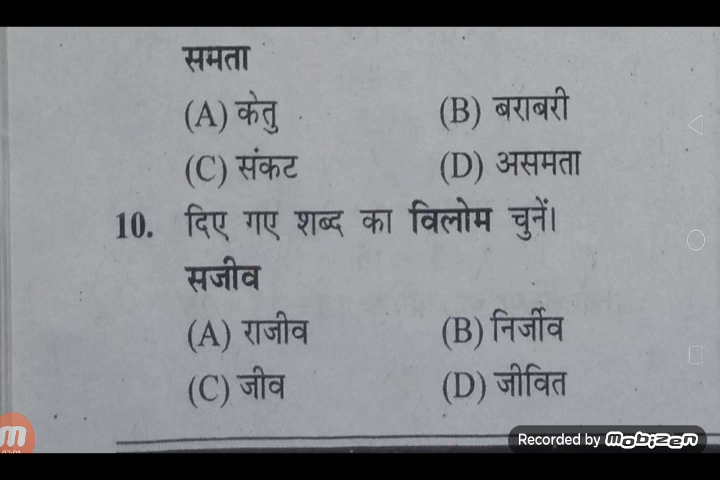 समता
(A) केतु (B) बराबरी
(C) संकट (D) असमता
10. दिए गए शब्द का विलोम चुनें।
सजीव
(A) राजीव (B) निर्जीव
(C) जीव (D) जीवित
Recorded by mobizen